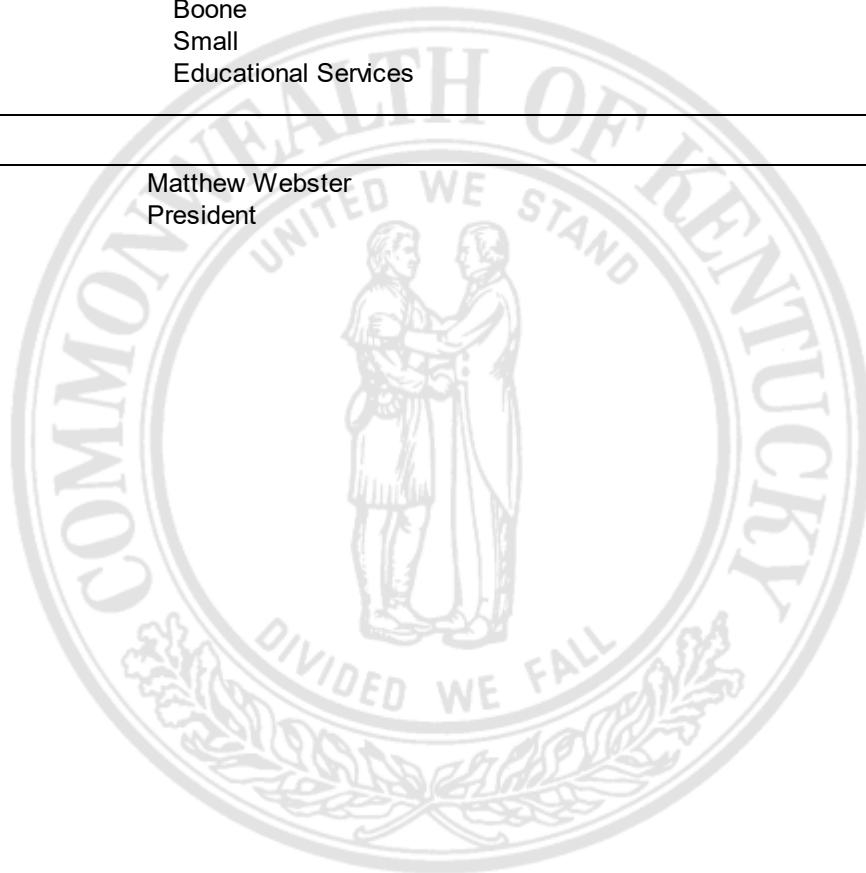 Boone
Small
Educational Services
COMMONWEALTH OF KENTUCKY
UNITED WE STAND
Matthew Webster
President
DIVIDED WE FALL